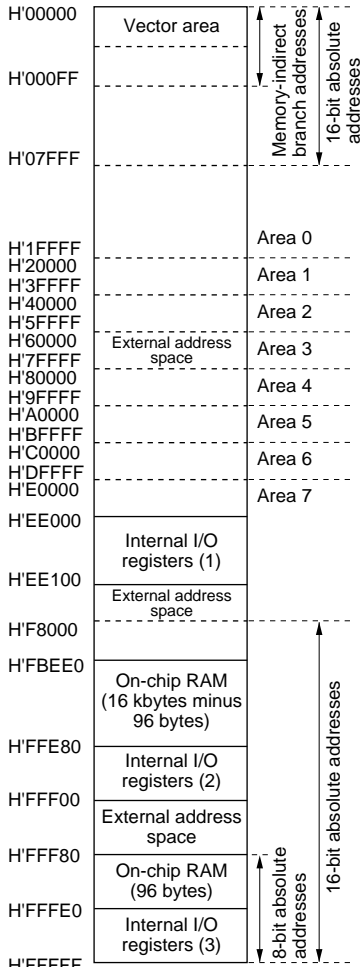 H'00000
Vector area
H'000FF
Memory-indirect
branch addresses
16-bit absolute
addresses
H'07FFF
H'1FFFF
Area 0
H'20000
Area 1
H'3FFFF
H'40000
Area 2
H'5FFFF
H'60000
External address
space
Area 3
H'7FFFF
H'80000
Area 4
H'9FFFF
H'A0000
Area 5
H'BFFFF
H'C0000
Area 6
H'DFFFF
H'E0000
Area 7
H'EE000
Internal I/O
registers (1)
H'EE100
External address
space
H'F8000
H'FBEE0
On-chip RAM
(16 kbytes minus
96 bytes)
16-bit absolute addresses
H'FFE80
Internal I/O
registers (2)
H'FFF00
External address
space
H'FFF80
On-chip RAM
(96 bytes)
8-bit absolute
addresses
H'FFFE0
Internal I/O
registers (3)
H'FFFFF